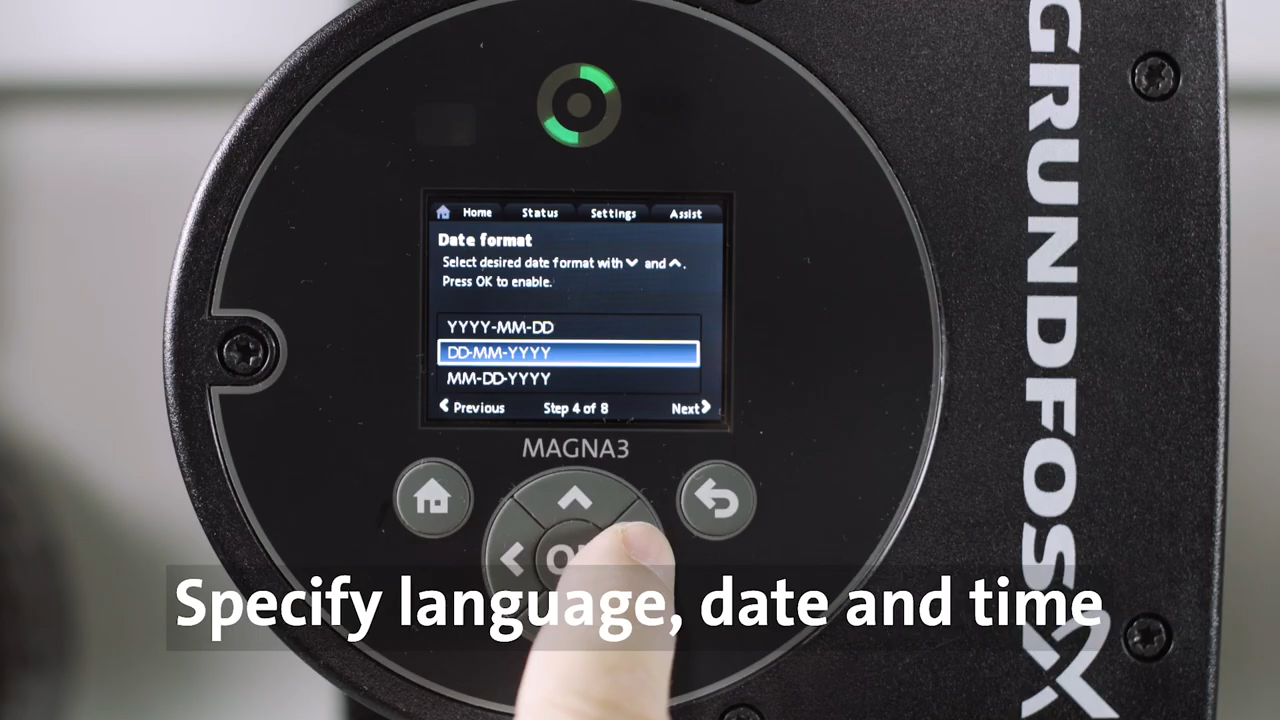 Home Status Settings Assist
Date format
Select desired date format with and .
Press OK to enable.
YYYY-MM-DD
DD-MM-YYYY
MM-DD-YYYY
Previous Step 4 of 8 Next
MAGNA3
Specify language, date and time
GRUNDFOS